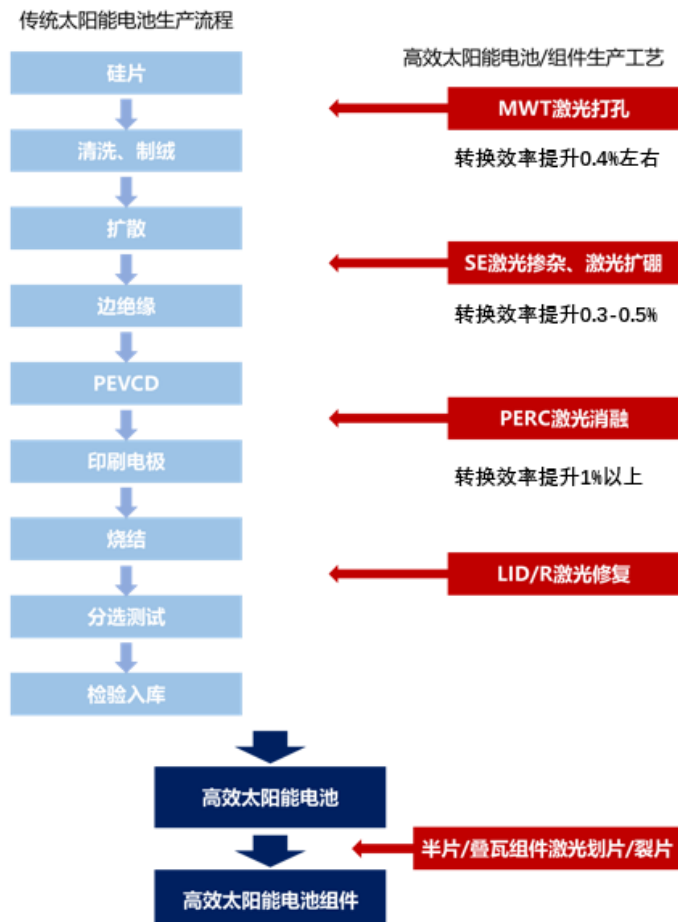 传统太阳能电池生产流程
高效太阳能电池/组件生产工艺
硅片
MWT激光打孔
清洗、制绒
转换效率提升0.4%左右
扩散
SE激光掺杂、激光扩硼
边绝缘
转换效率提升0.3-0.5%
PEVCD
PERC激光消融
印刷电极
转换效率提升1%以上
烧结
LID/R激光修复
分选测试
检验入库
高效太阳能电池
半片/叠瓦组件激光划片/裂片
高效太阳能电池组件